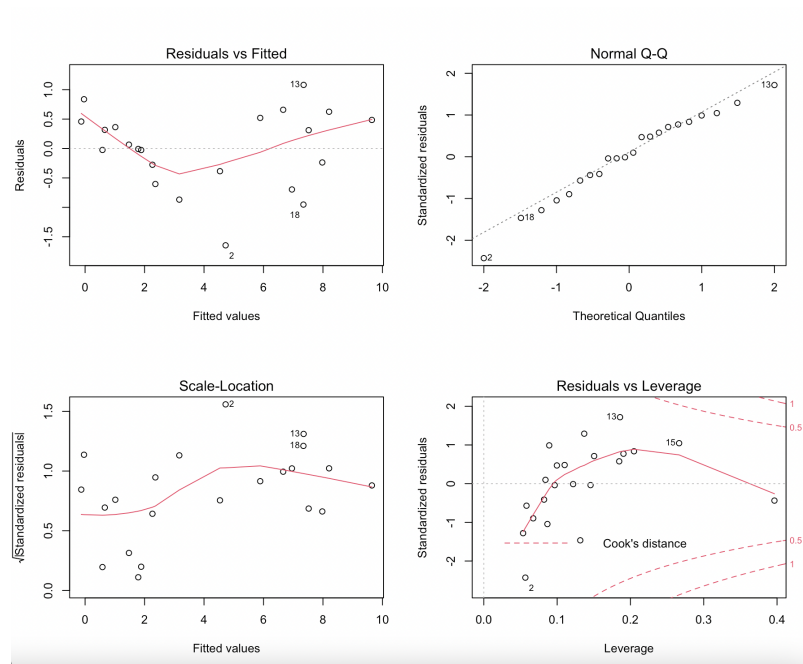 Residuals vs Fitted
Residuals
1.0
0.5
0.0
-0.5
-1.5
13
18
2
0 2 4 6 8 10
Fitted values
Normal Q-Q
Standardized residuals
2
1
0
-1
-2
13
18
2
-2 -1 0 1 2
Theoretical Quantiles
Scale-Location
√|Standardized residuals|
1.5
1.0
0.5
0.0
2
13
18
0 2 4 6 8 10
Fitted values
Residuals vs Leverage
Standardized residuals
2
1
0
-1
-2
13
15
2
Cook's distance
1
0.5
0.5
1
0.0 0.1 0.2 0.3 0.4
Leverage